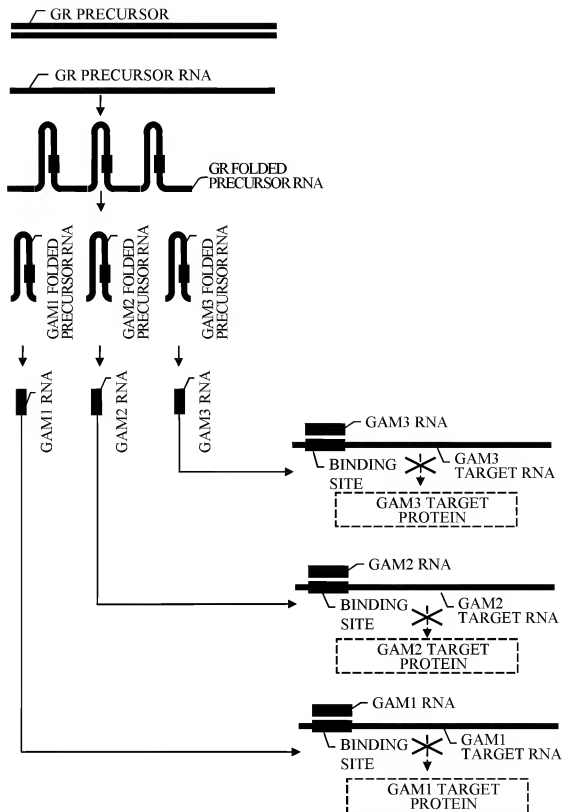 GR PRECURSOR
GR PRECURSOR RNA
GR FOLDED
PRECURSOR RNA
GAM1 FOLDED
PRECURSOR RNA
GAM2 FOLDED
PRECURSOR RNA
GAM3 FOLDED
PRECURSOR RNA
GAM1 RNA
GAM2 RNA
GAM3 RNA
GAM3 RNA
BINDING
SITE
GAM3
TARGET RNA
GAM3 TARGET
PROTEIN
GAM2 RNA
BINDING
SITE
GAM2
TARGET RNA
GAM2 TARGET
PROTEIN
GAM1 RNA
BINDING
SITE
GAM1
TARGET RNA
GAM1 TARGET
PROTEIN